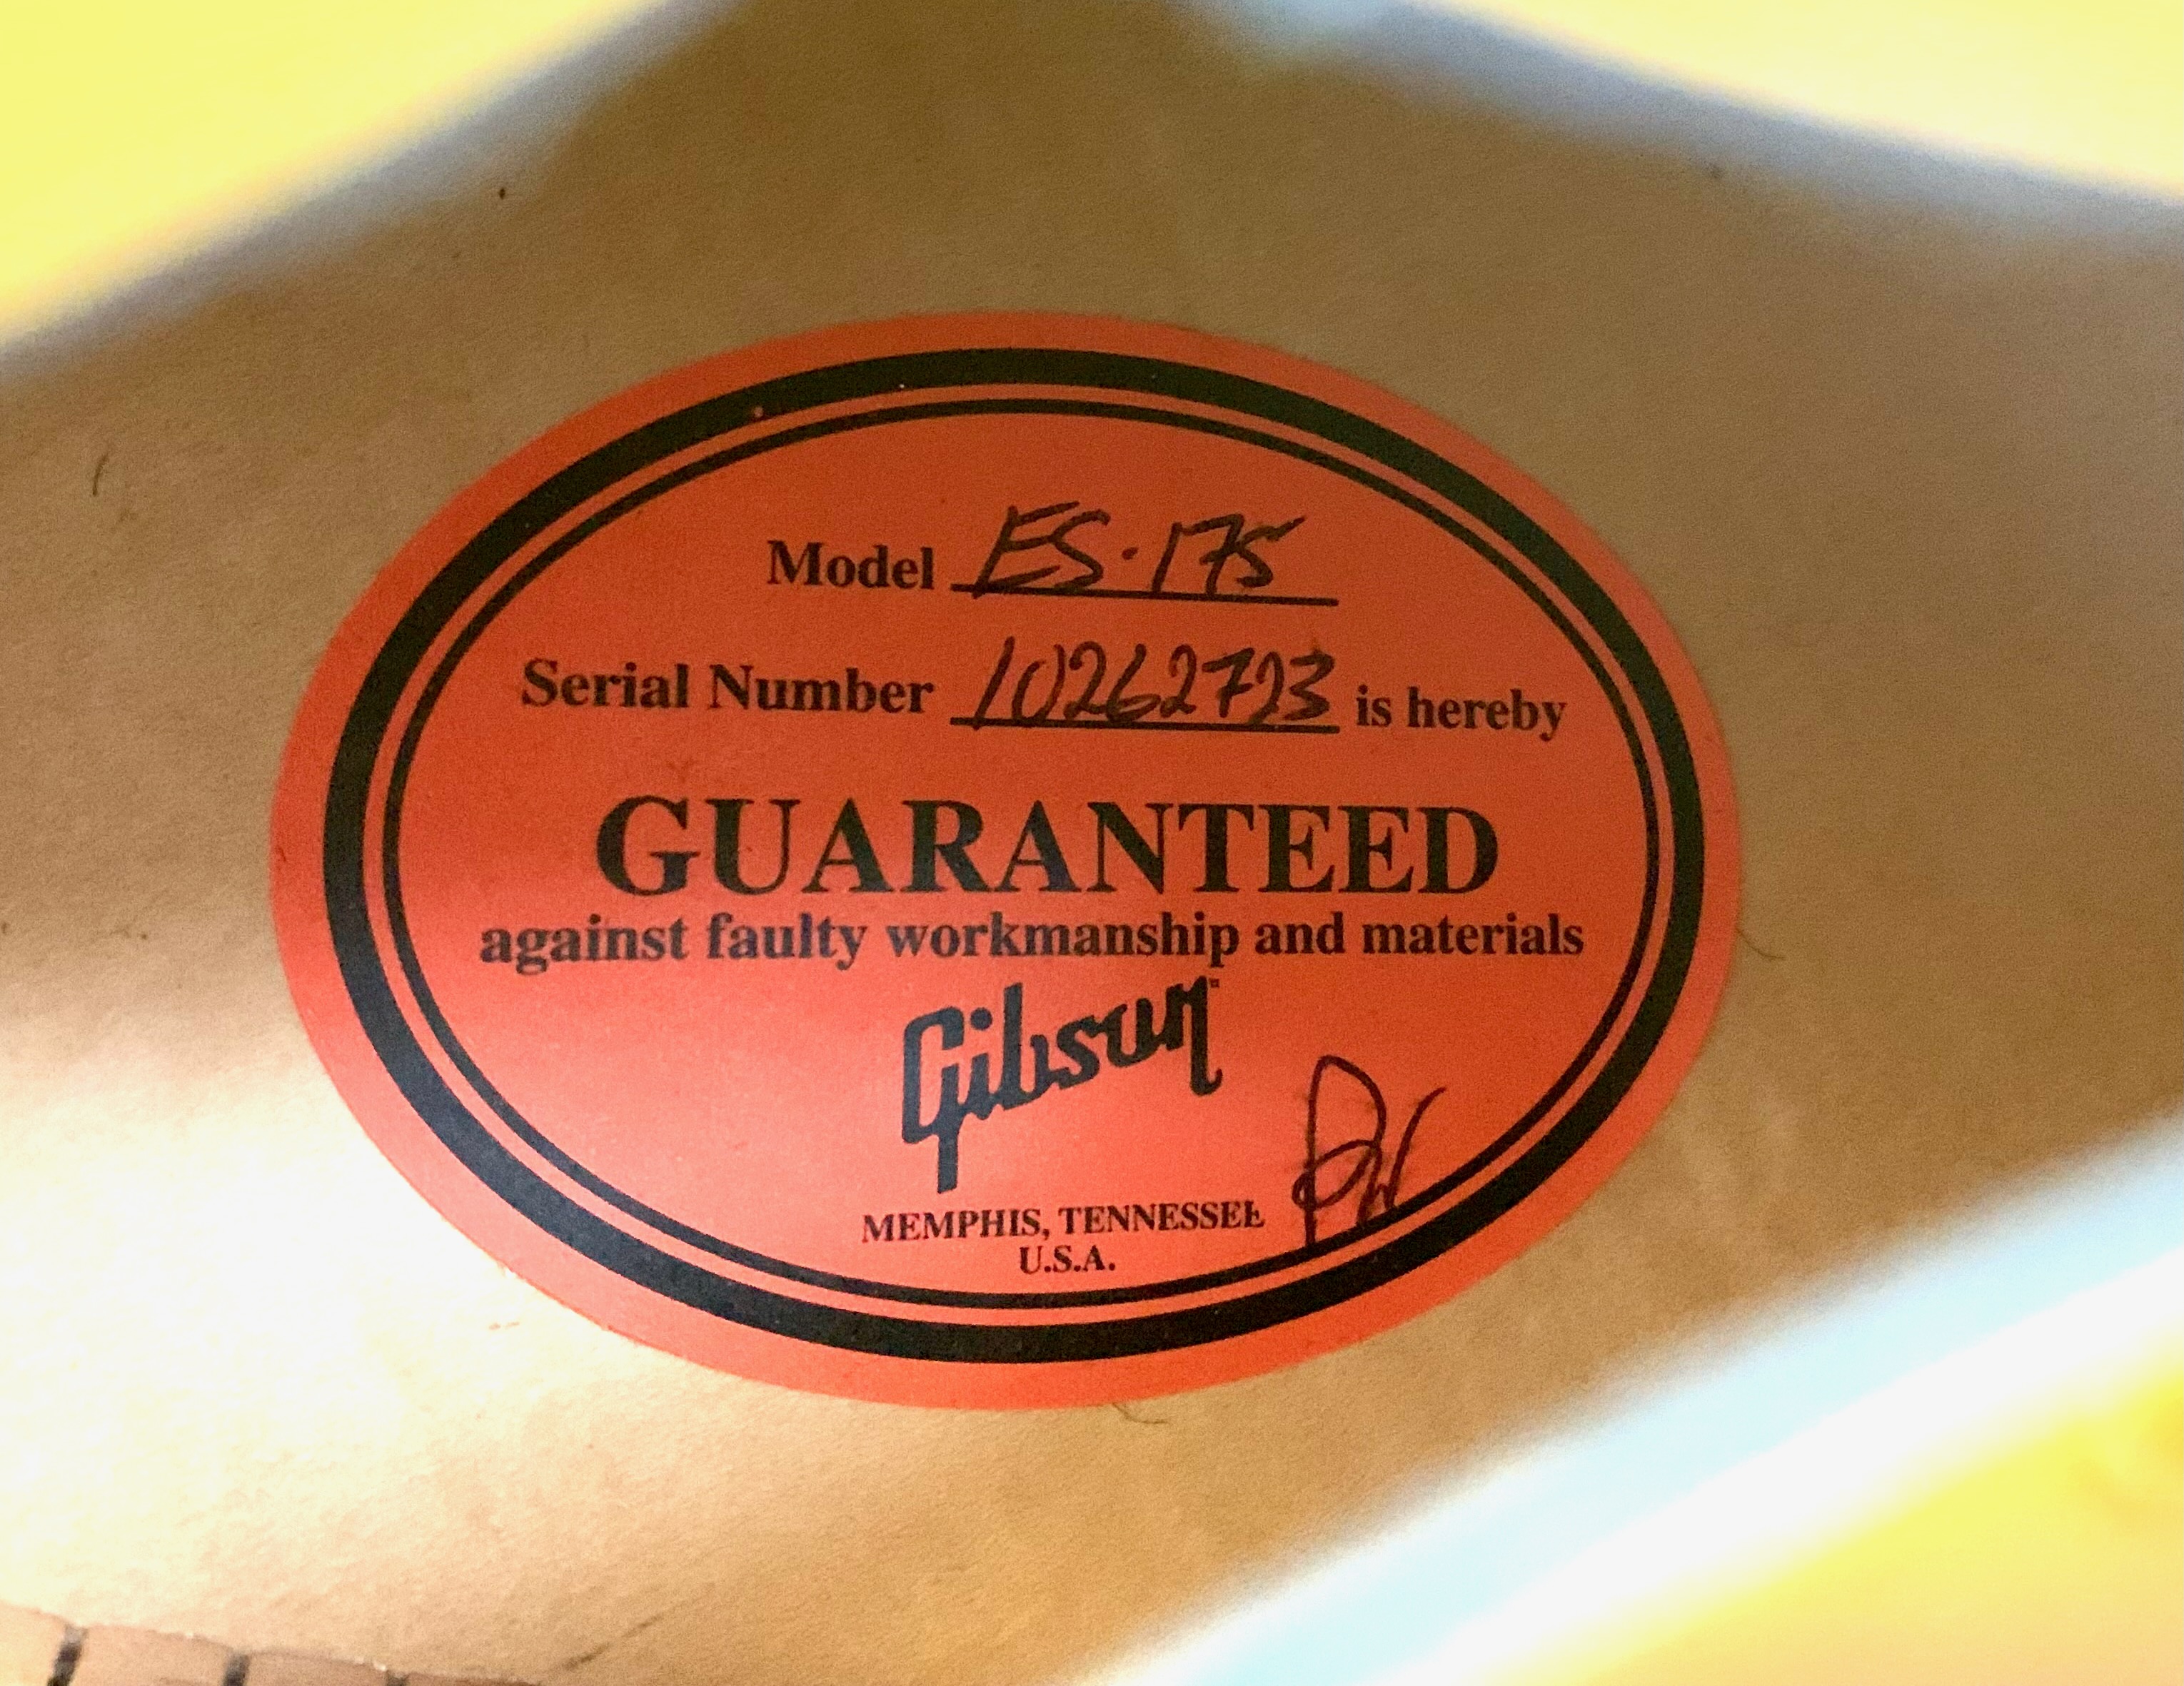 Model ES-175
Serial Number 10262723 is hereby
GUARANTEED
against faulty workmanship and materials
Gibson
MEMPHIS, TENNESSEE
U.S.A.